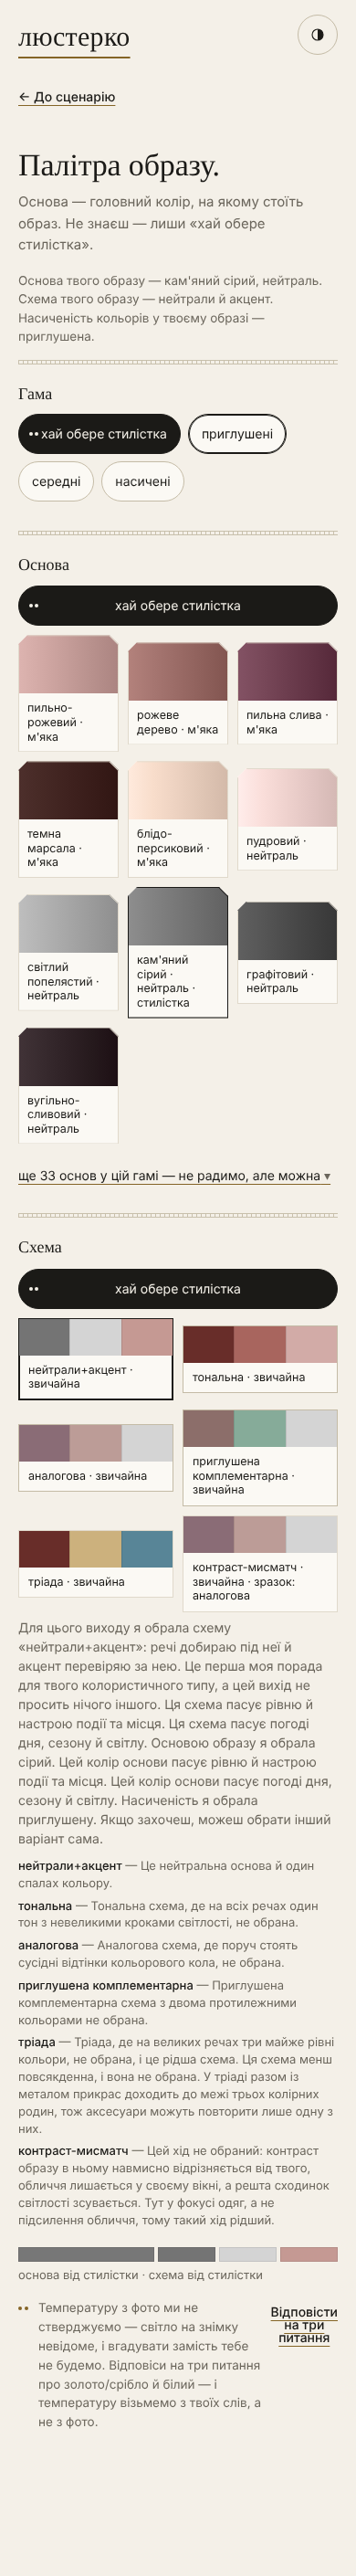 люстерко
← До сценарію
Палітра образу.
Основа — головний колір, на якому стоїть
образ. Не знаєш — лиши «хай обере
стилістка».
Основа твого образу — кам'яний сірий, нейтраль.
Схема твого образу — нейтрали й акцент.
Насиченість кольорів у твоєму образі —
приглушена.
Гама
хай обере стилістка
приглушені
середні
насичені
Основа
хай обере стилістка
пильно-
рожевий ·
м'яка
рожеве
дерево · м'яка
пильна слива ·
м'яка
темна
марсала ·
м'яка
блідо-
персиковий ·
м'яка
пудровий ·
нейтраль
світлий
попелястий ·
нейтраль
кам'яний
сірий ·
нейтраль ·
стилістка
графітовий ·
нейтраль
вугільно-
сливовий ·
нейтраль
ще 33 основ у цій гамі — не радимо, але можна ▾
Схема
хай обере стилістка
нейтрали+акцент ·
звичайна
тональна · звичайна
аналогова · звичайна
приглушена
комплементарна ·
звичайна
тріада · звичайна
контраст-мисматч ·
звичайна · зразок:
аналогова
Для цього виходу я обрала схему
«нейтрали+акцент»: речі добираю під неї й
акцент перевіряю за нею. Це перша моя порада
для твого колористичного типу, а цей вихід не
просить нічого іншого. Ця схема пасує рівню й
настрою події та місця. Ця схема пасує погоді
дня, сезону й світлу. Основою образу я обрала
сірий. Цей колір основи пасує рівню й настрою
події та місця. Цей колір основи пасує погоді дня,
сезону й світлу. Насиченість я обрала
приглушену. Якщо захочеш, можеш обрати інший
варіант сама.
нейтрали+акцент — Це нейтральна основа й один
спалах кольору.
тональна — Тональна схема, де на всіх речах один
тон з невеликими кроками світлості, не обрана.
аналогова — Аналогова схема, де поруч стоять
сусідні відтінки кольорового кола, не обрана.
приглушена комплементарна — Приглушена
комплементарна схема з двома протилежними
кольорами не обрана.
тріада — Тріада, де на великих речах три майже рівні
кольори, не обрана, і це рідша схема. Ця схема менш
повсякденна, і вона не обрана. У тріаді разом із
металом прикрас доходить до межі трьох колірних
родин, тож аксесуари можуть повторити лише одну з
них.
контраст-мисматч — Цей хід не обраний: контраст
образу в ньому навмисно відрізняється від твого,
обличчя лишається у своєму вікні, а решта сходинок
світлості зсувається. Тут у фокусі одяг, а не
підсилення обличчя, тому такий хід рідший.
основа від стилістки · схема від стилістки
Температуру з фото ми не
стверджуємо — світло на знімку
невідоме, і вгадувати замість тебе
не будемо. Відповіси на три питання
про золото/срібло й білий — і
температуру візьмемо з твоїх слів, а
не з фото.
Відповісти
на три
питання